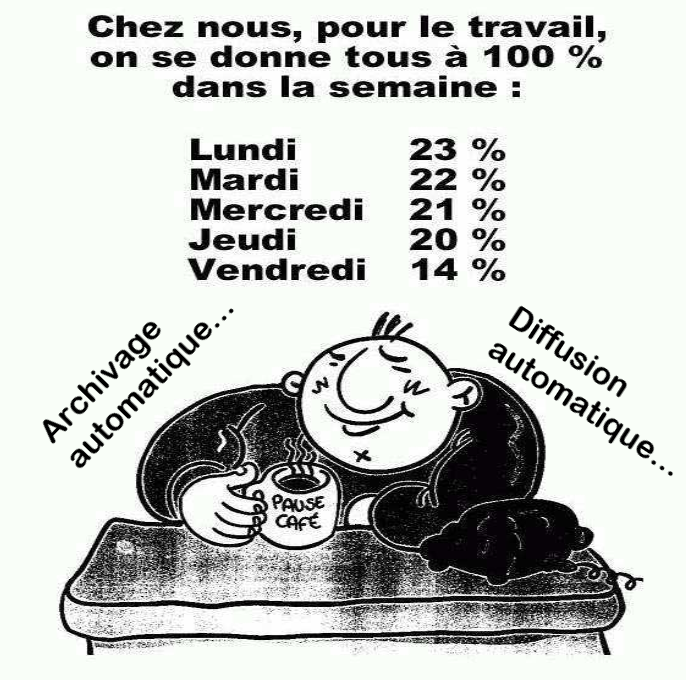 Chez nous, pour le travail,
on se donne tous à 100 %
dans la semaine :
Lundi 23 %
Mardi 22 %
Mercredi 21 %
Jeudi 20 %
Vendredi 14 %
Archivage
automatique...
Diffusion
automatique...
PAUSE
CAFÉ